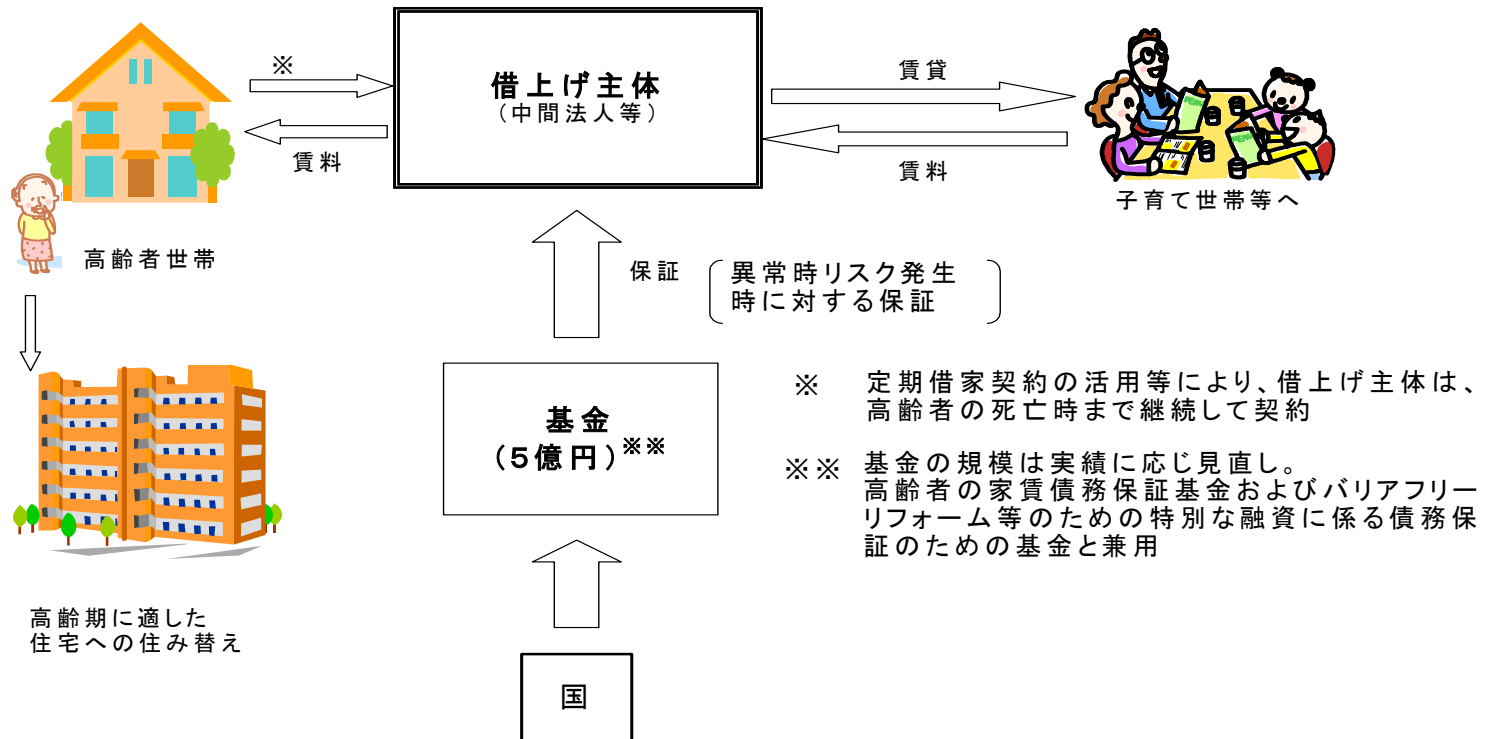 ※
賃料
借上げ主体
（中間法人等）
賃貸
賃料
子育て世帯等へ
高齢者世帯
保証
異常時リスク発生
時に対する保証
基金
（５億円）※※
※ 定期借家契約の活用等により、借上げ主体は、
高齢者の死亡時まで継続して契約
※※ 基金の規模は実績に応じ見直し。
高齢者の家賃債務保証基金およびバリアフリー
リフォーム等のための特別な融資に係る債務保
証のための基金と兼用
高齢期に適した
住宅への住み替え
国